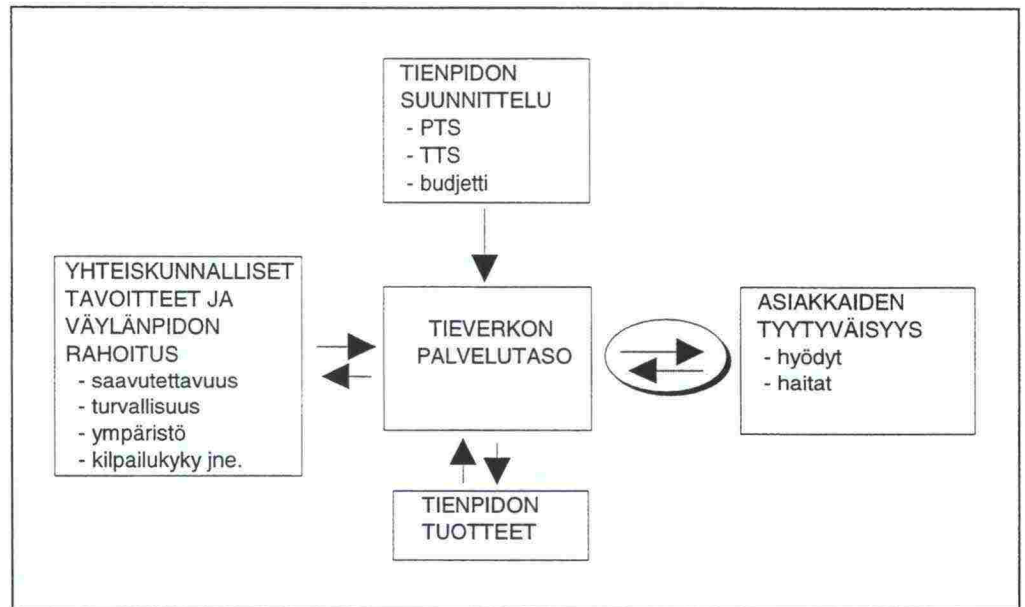 TIENPIDON
SUUNNITTELU
- PTS
- TTS
- budjetti
YHTEISKUNNALLISET
TAVOITTEET JA
VÄYLÄNPIDON
RAHOITUS
- saavutettavuus
- turvallisuus
- ympäristö
- kilpailukyky jne.
TIEVERKON
PALVELUTASO
ASIAKKAIDEN
TYYTYVÄISYYS
- hyödyt
- haitat
TIENPIDON
TUOTTEET